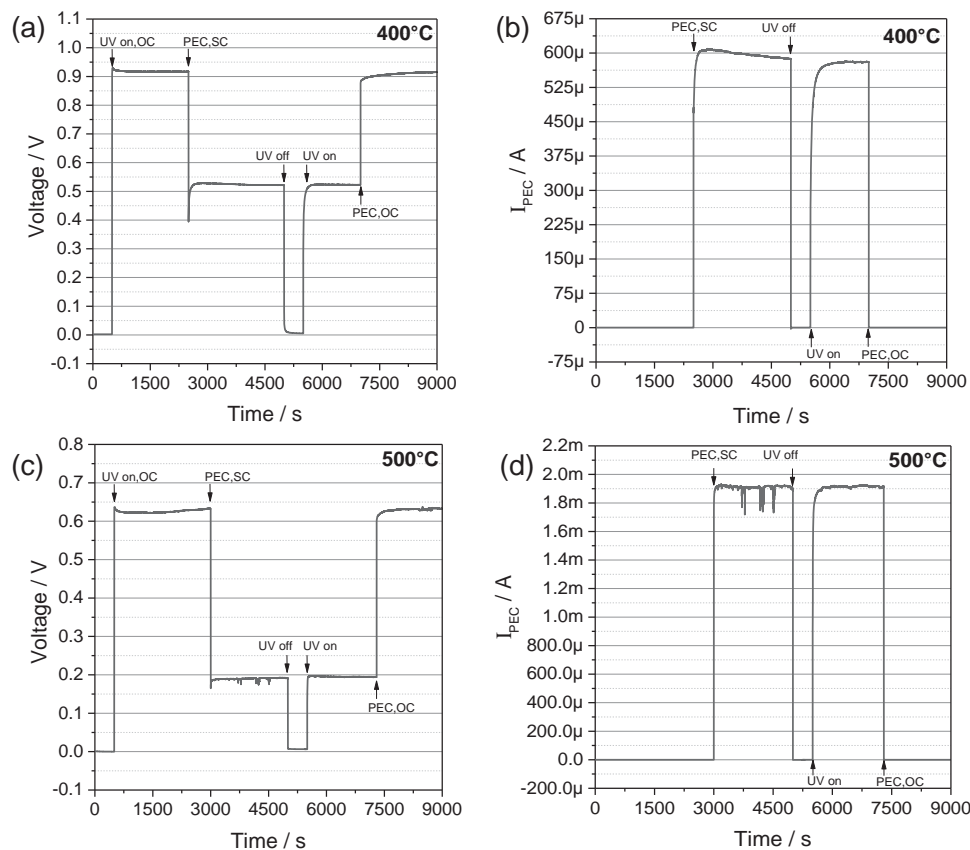 (a)
400°C
UV on,OC
PEC,SC
UV off
UV on
PEC,OC
Voltage / V
1.1
1.0
0.9
0.8
0.7
0.6
0.5
0.4
0.3
0.2
0.1
0.0
-0.1
0 1500 3000 4500 6000 7500 9000
Time / s
(b)
400°C
PEC,SC
UV off
UV on
PEC,OC
I_PEC / A
675µ
600µ
525µ
450µ
375µ
300µ
225µ
150µ
75µ
0
-75µ
0 1500 3000 4500 6000 7500 9000
Time / s
(c)
500°C
UV on,OC
PEC,SC
UV off
UV on
PEC,OC
Voltage / V
0.8
0.7
0.6
0.5
0.4
0.3
0.2
0.1
0.0
-0.1
0 1500 3000 4500 6000 7500 9000
Time / s
(d)
500°C
PEC,SC
UV off
UV on
PEC,OC
I_PEC / A
2.2m
2.0m
1.8m
1.6m
1.4m
1.2m
1.0m
800.0µ
600.0µ
400.0µ
200.0µ
0.0
-200.0µ
0 1500 3000 4500 6000 7500 9000
Time / s